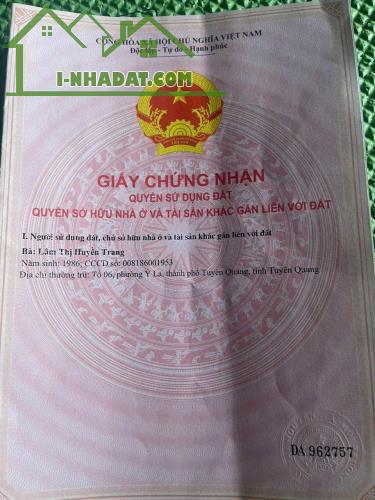 CỘNG HÒA XÃ HỘI CHỦ NGHĨA VIỆT NAM
Độc lập - Tự do - Hạnh phúc
I-NHADAT.COM
GIẤY CHỨNG NHẬN
QUYỀN SỬ DỤNG ĐẤT
QUYỀN SỞ HỮU NHÀ Ở VÀ TÀI SẢN KHÁC GẮN LIỀN VỚI ĐẤT
I. Người sử dụng đất, chủ sở hữu nhà ở và tài sản khác gắn liền với đất
Bà: Lâm Thị Huyền Trang
Năm sinh: 1986; CCCD số: 008186001953
Địa chỉ thường trú: Tổ 06, phường Ỷ La, thành phố Tuyên Quang, tỉnh Tuyên Quang
DA 962757